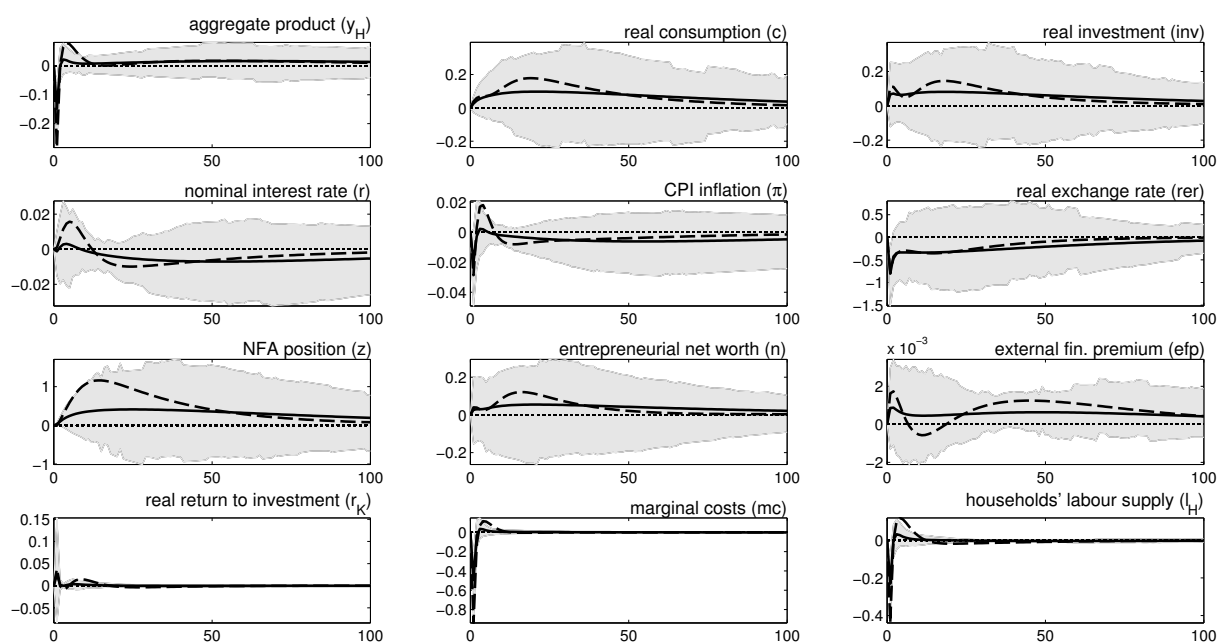 aggregate product (y_H)
0
−0.1
−0.2
0 50 100
real consumption (c)
0.2
0
−0.2
0 50 100
real investment (inv)
0.2
0
−0.2
0 50 100
nominal interest rate (r)
0.02
0
−0.02
0 50 100
CPI inflation (π)
0.02
0
−0.02
−0.04
0 50 100
real exchange rate (rer)
0.5
0
−0.5
−1
−1.5
0 50 100
NFA position (z)
1
0
−1
0 50 100
entrepreneurial net worth (n)
0.2
0
−0.2
0 50 100
x 10⁻³
external fin. premium (efp)
2
0
−2
0 50 100
real return to investment (r_K)
0.15
0.1
0.05
0
−0.05
0 50 100
marginal costs (mc)
0
−0.2
−0.4
−0.6
−0.8
0 50 100
households' labour supply (l_H)
0
−0.2
−0.4
0 50 100